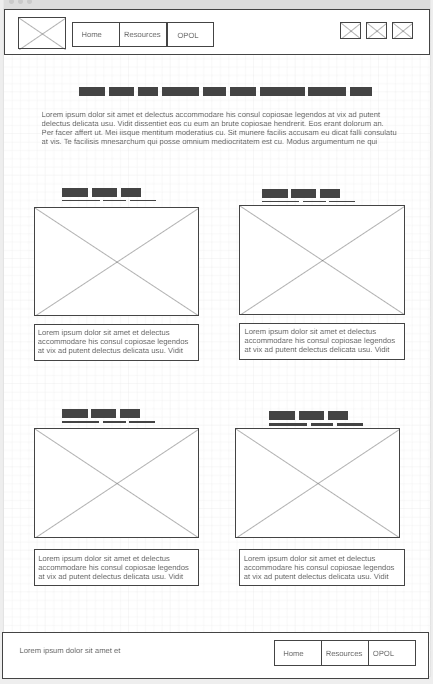 Home
Resources
OPOL
Lorem ipsum dolor sit amet et delectus accommodare his consul copiosae legendos at vix ad putent
delectus delicata usu. Vidit dissentiet eos cu eum an brute copiosae hendrerit. Eos erant dolorum an.
Per facer affert ut. Mei iisque mentitum moderatius cu. Sit munere facilis accusam eu dicat falli consulatu
at vis. Te facilisis mnesarchum qui posse omnium mediocritatem est cu. Modus argumentum ne qui
Lorem ipsum dolor sit amet et delectus
accommodare his consul copiosae legendos
at vix ad putent delectus delicata usu. Vidit
Lorem ipsum dolor sit amet et delectus
accommodare his consul copiosae legendos
at vix ad putent delectus delicata usu. Vidit
Lorem ipsum dolor sit amet et delectus
accommodare his consul copiosae legendos
at vix ad putent delectus delicata usu. Vidit
Lorem ipsum dolor sit amet et delectus
accommodare his consul copiosae legendos
at vix ad putent delectus delicata usu. Vidit
Lorem ipsum dolor sit amet et
Home
Resources
OPOL